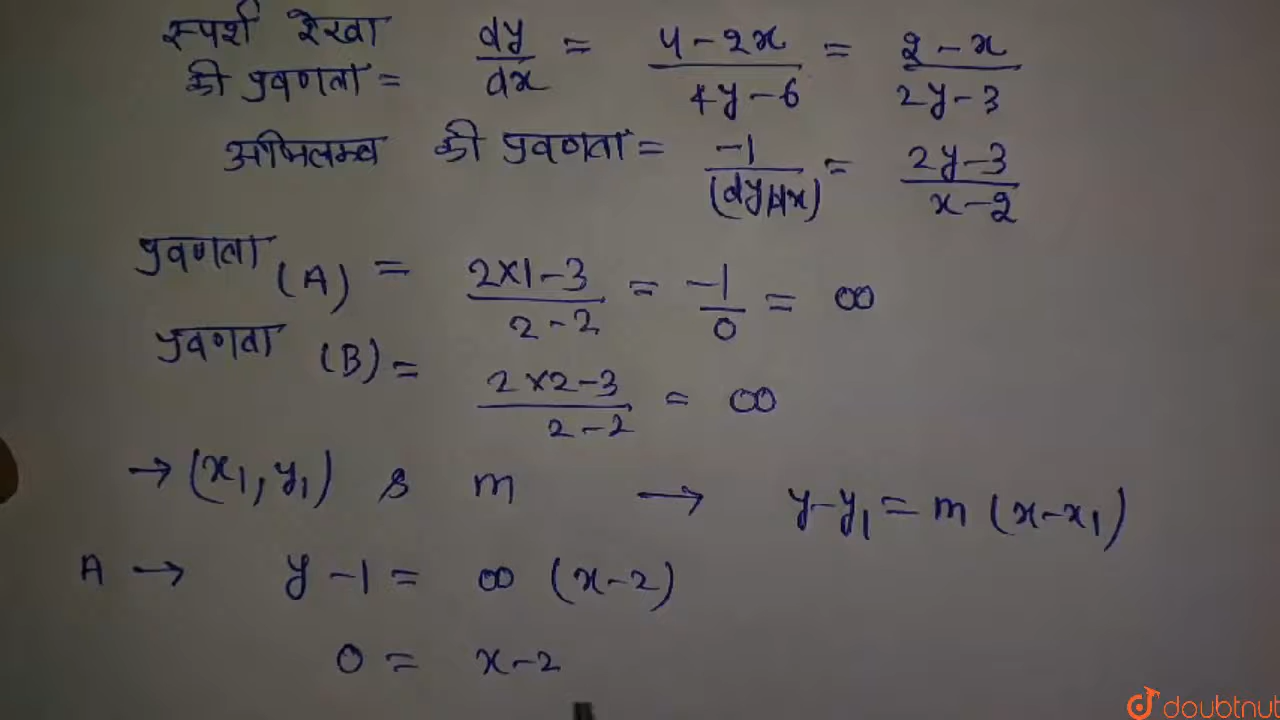 स्पर्श रेखा
की प्रवणता = dy/dx = 4-2x/4y-6 = 2-x/2y-3
अभिलम्ब की प्रवणता = -1/(dy/dx) = 2y-3/x-2
प्रवणता (A) = 2×1-3/2-2 = -1/0 = ∞
प्रवणता (B) = 2×2-3/2-2 = ∞
→ (x₁, y₁) & m → y-y₁ = m (x-x₁)
A → y-1 = ∞ (x-2)
0 = x-2
doubtnut